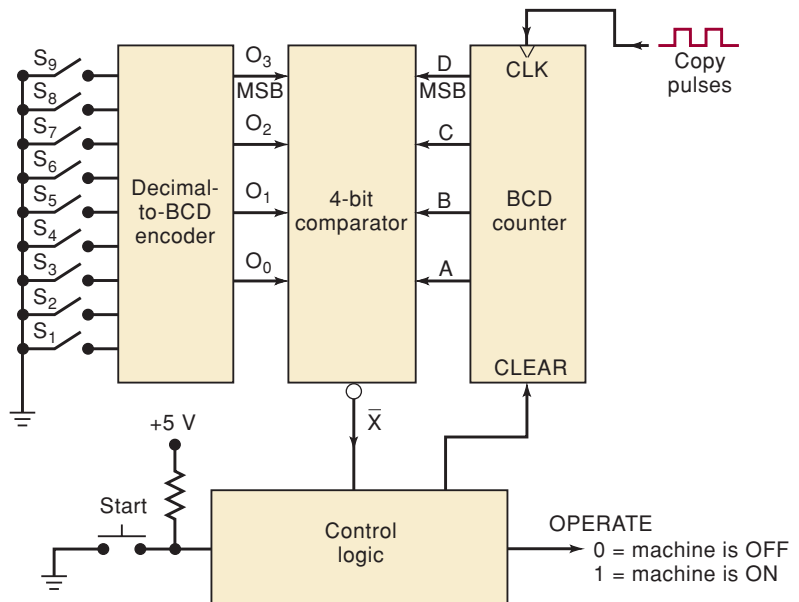 S9
S8
S7
S6
S5
S4
S3
S2
S1
Decimal-
to-BCD
encoder
O3
MSB
O2
O1
O0
4-bit
comparator
D
MSB
C
B
A
CLK
BCD
counter
CLEAR
Copy
pulses
X̅
+5 V
Start
Control
logic
OPERATE
0 = machine is OFF
1 = machine is ON